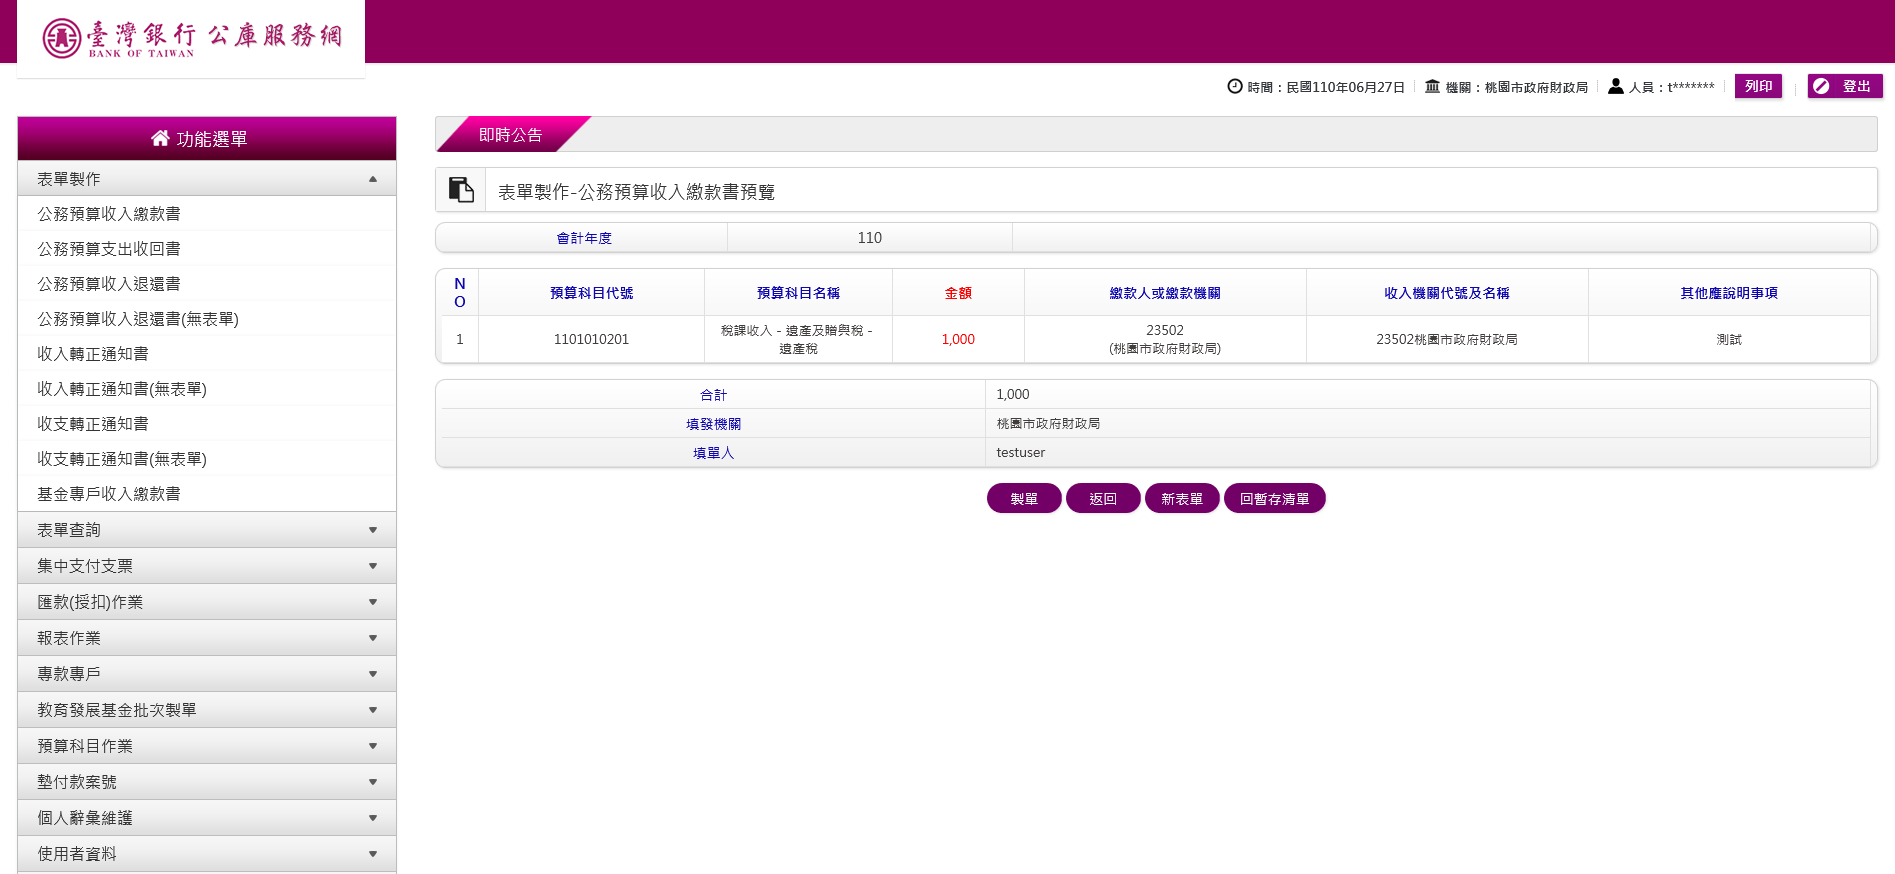 臺灣銀行 公庫服務網
BANK OF TAIWAN
時間：民國110年06月27日 機關：桃園市政府財政局 人員：t******* 列印 登出
功能選單
表單製作
公務預算收入繳款書
公務預算支出收回書
公務預算收入退還書
公務預算收入退還書(無表單)
收入轉正通知書
收入轉正通知書(無表單)
收支轉正通知書
收支轉正通知書(無表單)
基金專戶收入繳款書
表單查詢
集中支付支票
匯款(授扣)作業
報表作業
專款專戶
教育發展基金批次製單
預算科目作業
墊付款案號
個人辭彙維護
使用者資料
即時公告
表單製作-公務預算收入繳款書預覽
會計年度 110
NO 預算科目代號 預算科目名稱 金額 繳款人或繳款機關 收入機關代號及名稱 其他應說明事項
1 1101010201 稅課收入－遺產及贈與稅－遺產稅 1,000 23502(桃園市政府財政局) 23502桃園市政府財政局 測試
合計 1,000
填發機關 桃園市政府財政局
填單人 testuser
製單 返回 新表單 回暫存清單